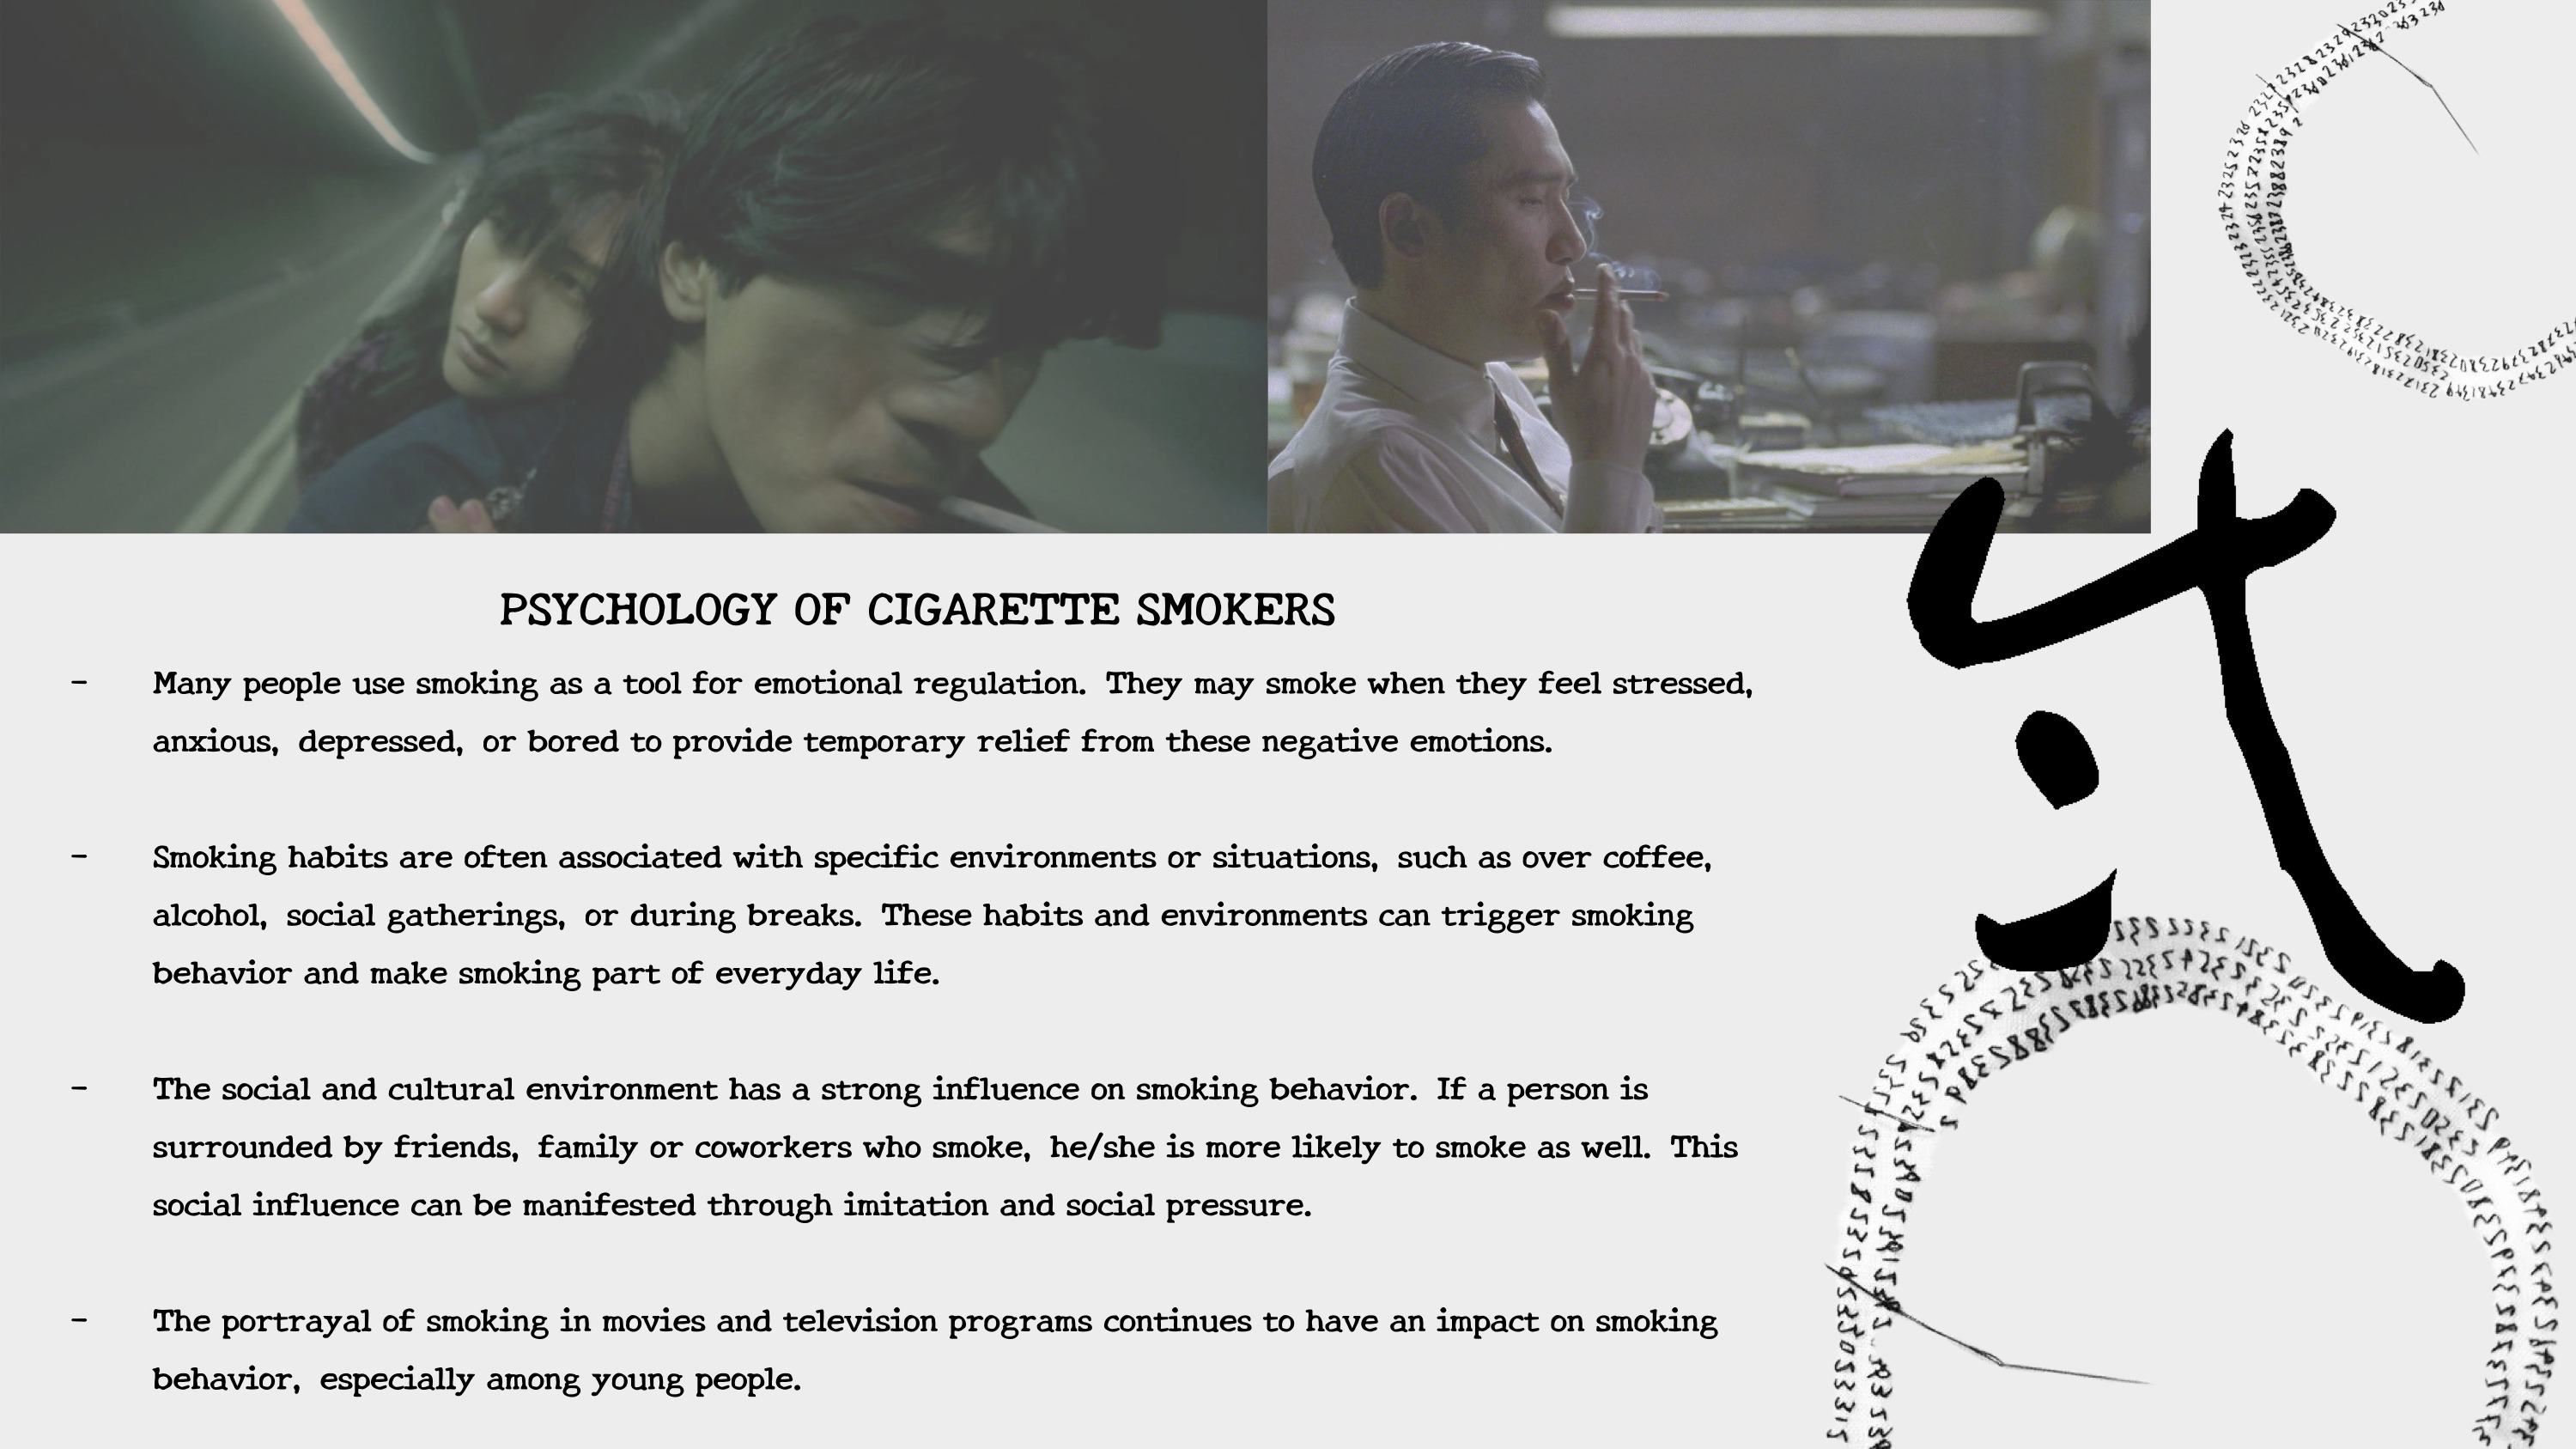 PSYCHOLOGY OF CIGARETTE SMOKERS
- Many people use smoking as a tool for emotional regulation. They may smoke when they feel stressed,
anxious, depressed, or bored to provide temporary relief from these negative emotions.
- Smoking habits are often associated with specific environments or situations, such as over coffee,
alcohol, social gatherings, or during breaks. These habits and environments can trigger smoking
behavior and make smoking part of everyday life.
- The social and cultural environment has a strong influence on smoking behavior. If a person is
surrounded by friends, family or coworkers who smoke, he/she is more likely to smoke as well. This
social influence can be manifested through imitation and social pressure.
- The portrayal of smoking in movies and television programs continues to have an impact on smoking
behavior, especially among young people.